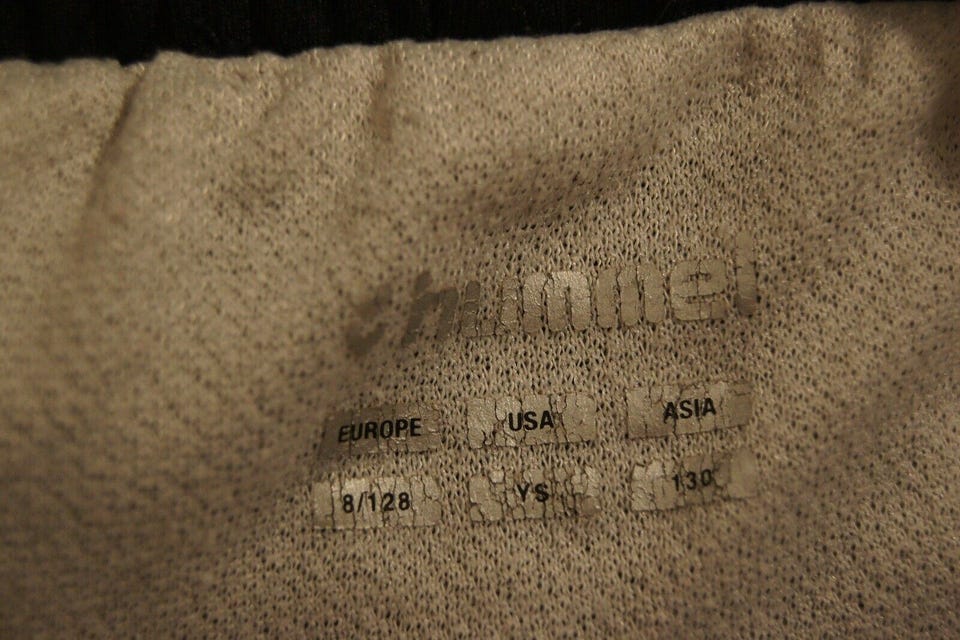 hummel
EUROPE USA ASIA
8/128 YS 130